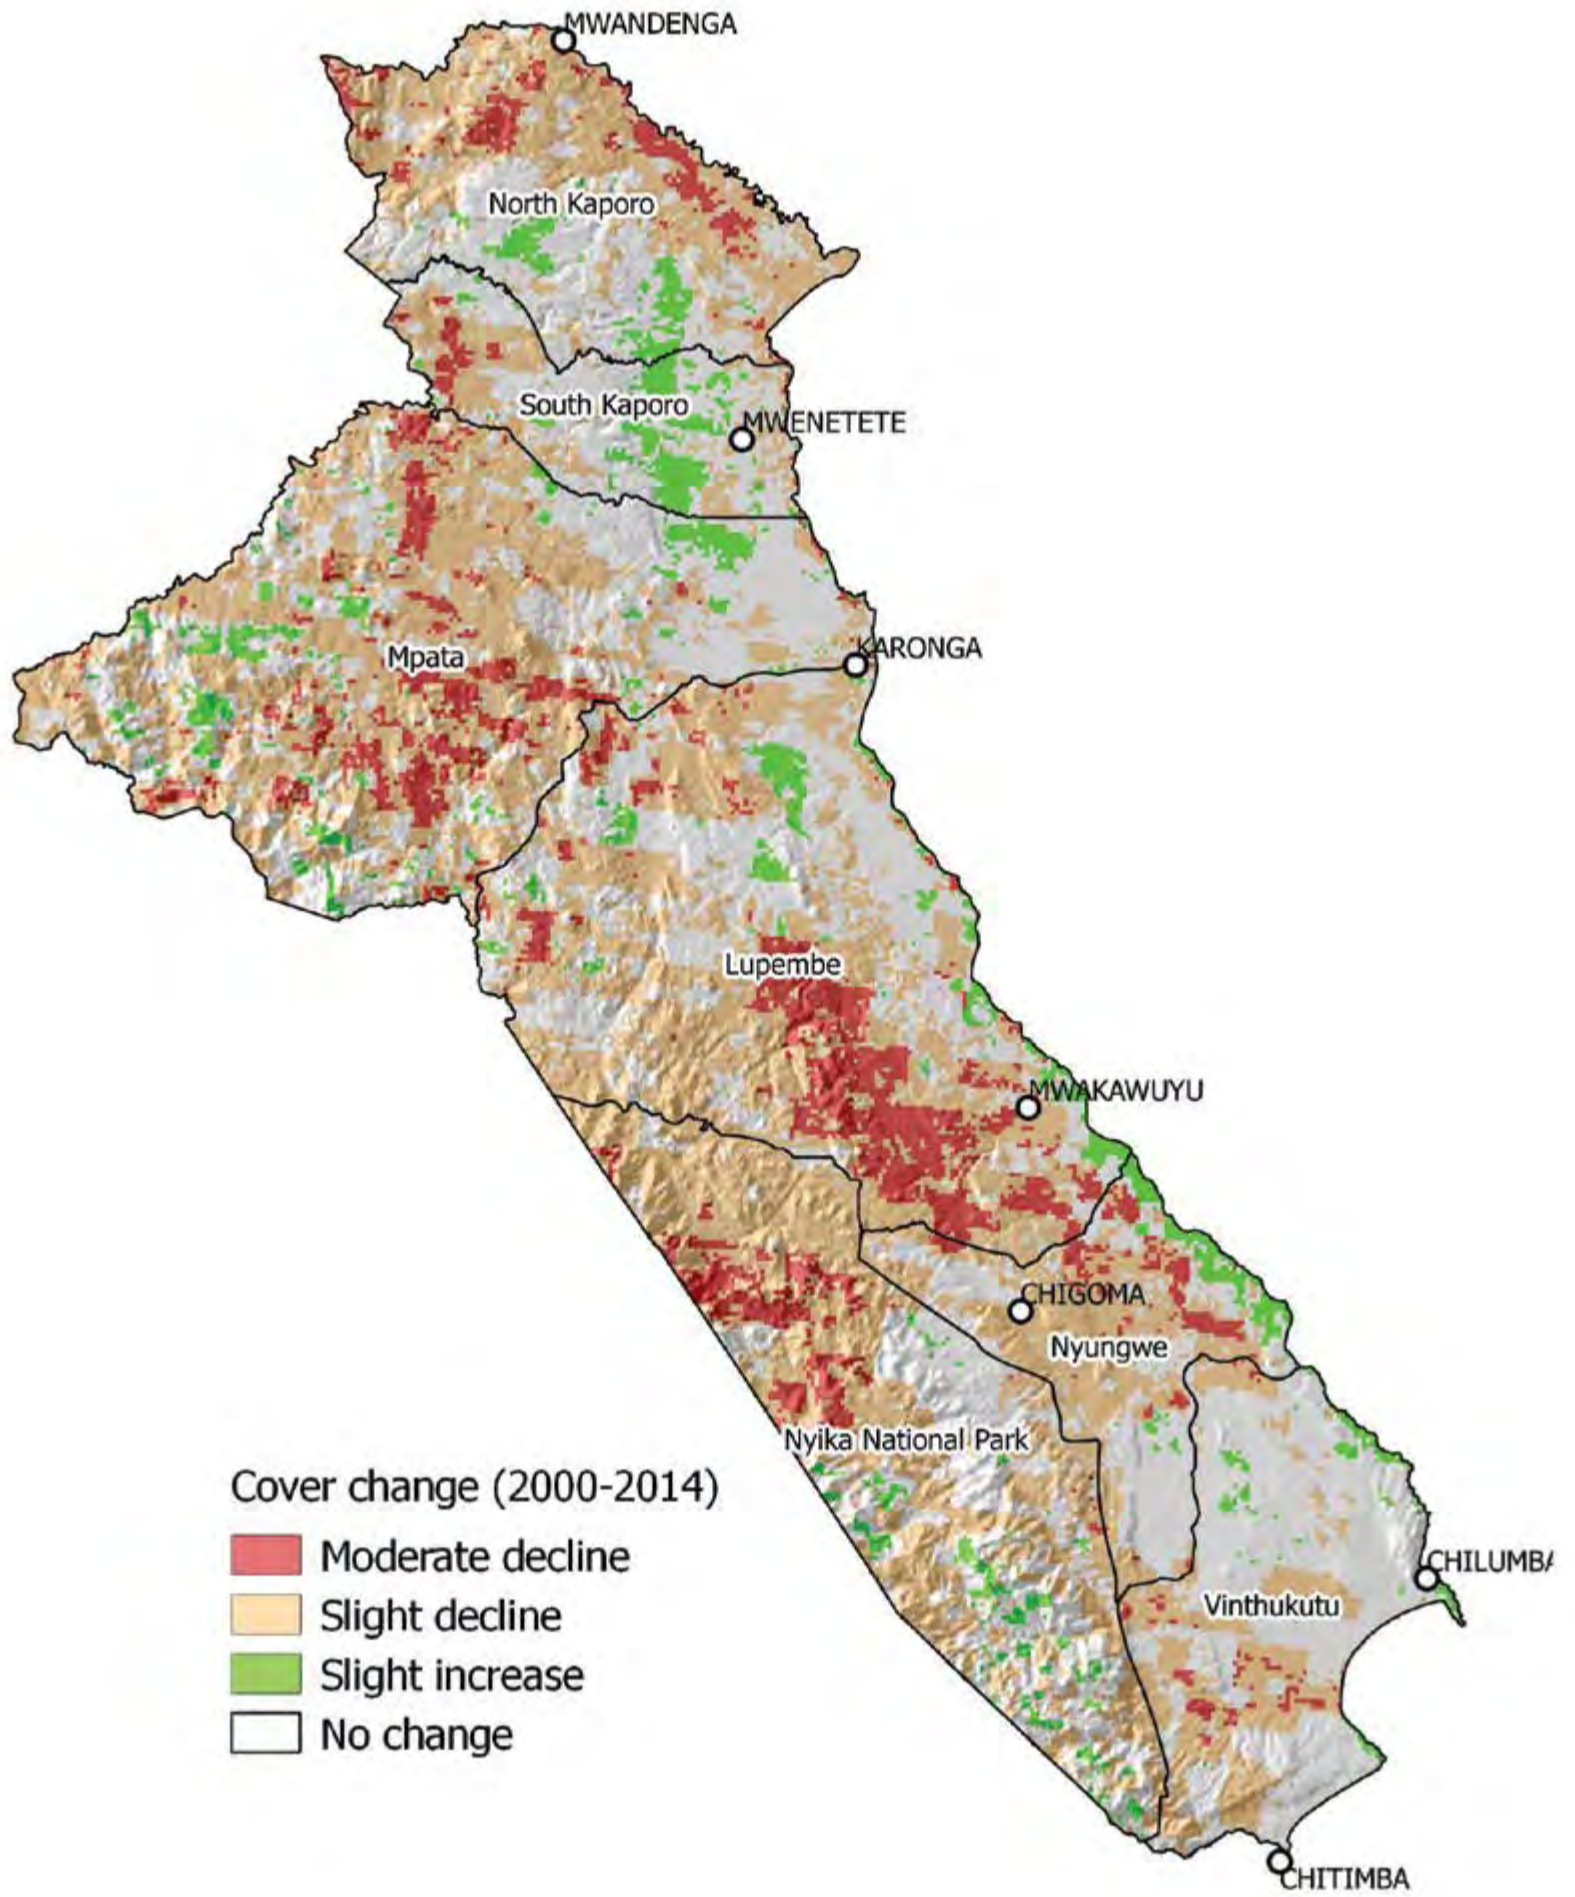 MWANDENGA
North Kaporo
South Kaporo
MWENETETE
KARONGA
Mpata
Lupembe
MWAKAWUYU
CHIGOMA
Nyungwe
Nyika National Park
Cover change (2000-2014)
Moderate decline
Slight decline
Slight increase
No change
CHILUMBA
Vinthukutu
CHITIMBA